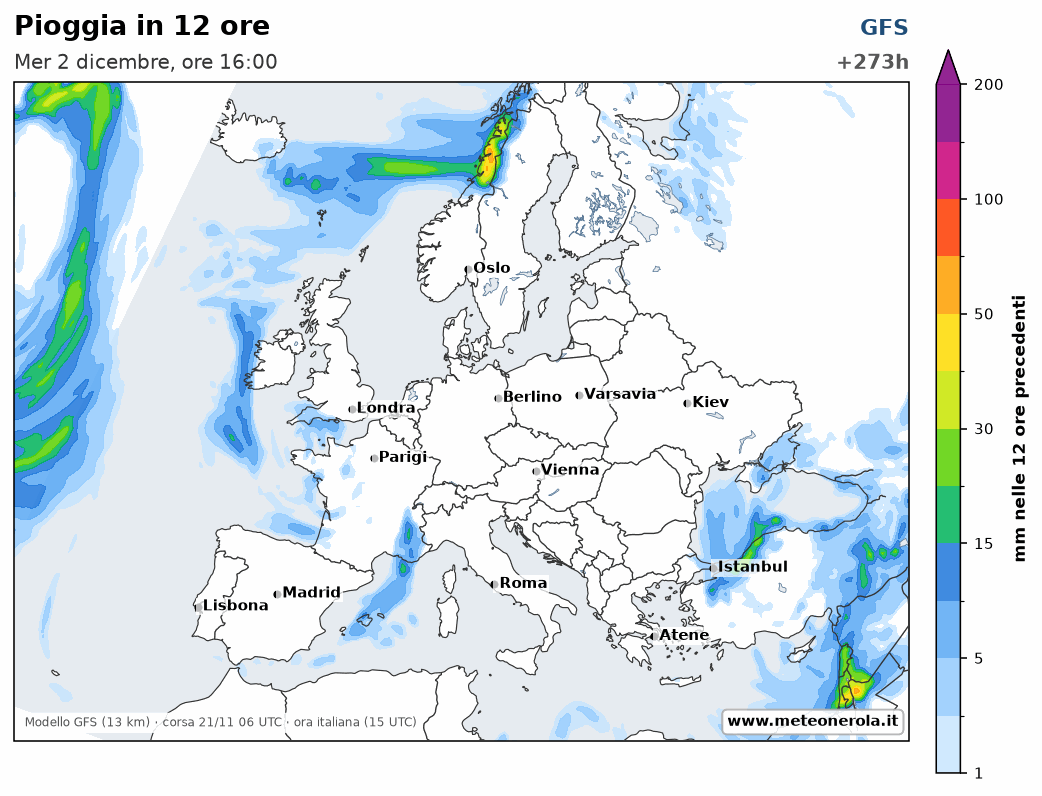 Pioggia in 12 ore
GFS
Mer 2 dicembre, ore 16:00
+273h
200
100
50
30
15
5
1
mm nelle 12 ore precedenti
Oslo
Berlino
Varsavia
Kiev
Londra
Parigi
Vienna
Istanbul
Roma
Madrid
Lisbona
Atene
Modello GFS (13 km) · corsa 21/11 06 UTC · ora italiana (15 UTC)
www.meteonerola.it